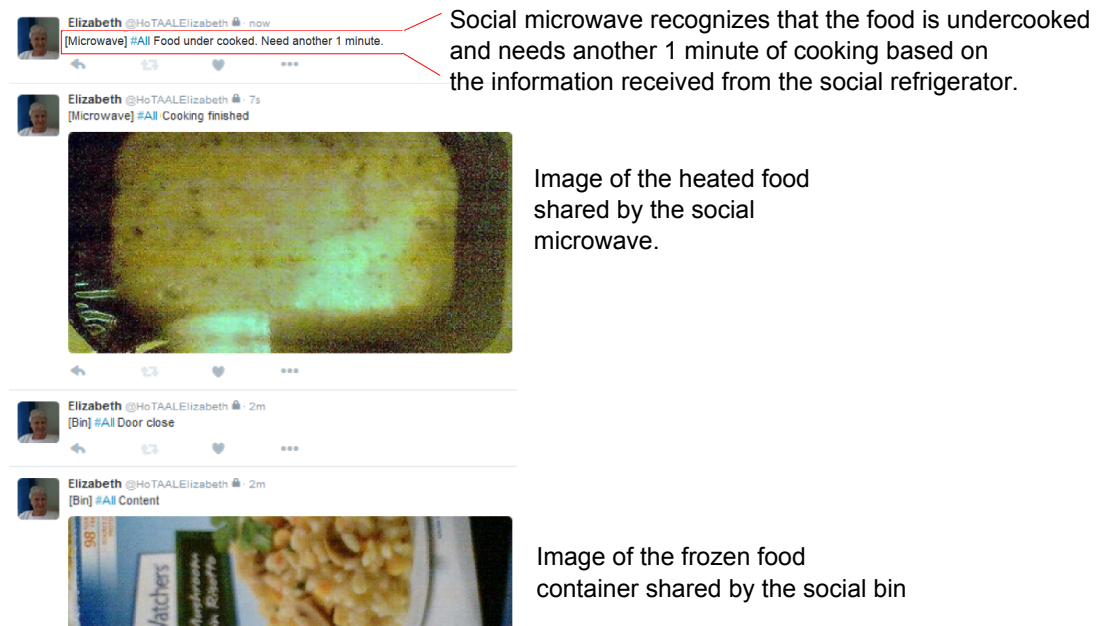 Elizabeth @HoTAALElizabeth · now
[Microwave] #All Food under cooked. Need another 1 minute.
Social microwave recognizes that the food is undercooked
and needs another 1 minute of cooking based on
the information received from the social refrigerator.
Elizabeth @HoTAALElizabeth · 7s
[Microwave] #All Cooking finished
Image of the heated food
shared by the social
microwave.
Elizabeth @HoTAALElizabeth · 2m
[Bin] #All Door close
Elizabeth @HoTAALElizabeth · 2m
[Bin] #All Content
98
Watchers
Mushroom
Risotto
Image of the frozen food
container shared by the social bin